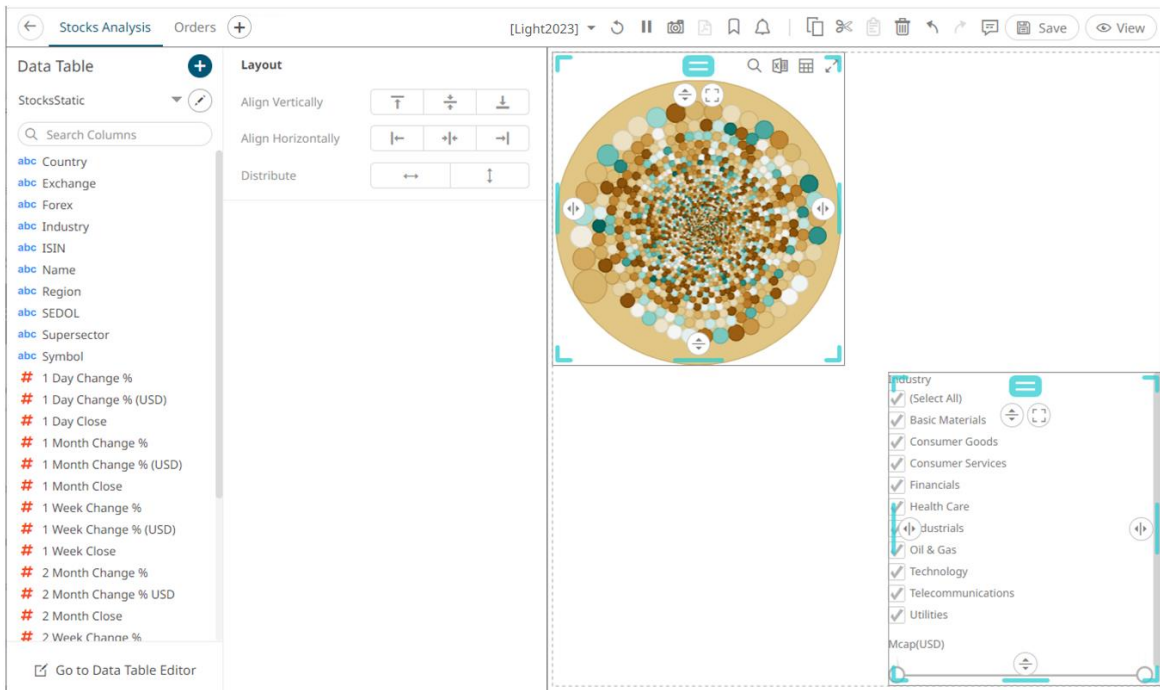 Stocks Analysis
Orders
[Light2023]
Save
View
Data Table
StocksStatic
Search Columns
abc Country
abc Exchange
abc Forex
abc Industry
abc ISIN
abc Name
abc Region
abc SEDOL
abc Supersector
abc Symbol
# 1 Day Change %
# 1 Day Change % (USD)
# 1 Day Close
# 1 Month Change %
# 1 Month Change % (USD)
# 1 Month Close
# 1 Week Change %
# 1 Week Change % (USD)
# 1 Week Close
# 2 Month Change %
# 2 Month Change % USD
# 2 Month Close
# 2 Week Change %
Go to Data Table Editor
Layout
Align Vertically
Align Horizontally
Distribute
Industry
(Select All)
Basic Materials
Consumer Goods
Consumer Services
Financials
Health Care
dustrials
Oil & Gas
Technology
Telecommunications
Utilities
Mcap(USD)